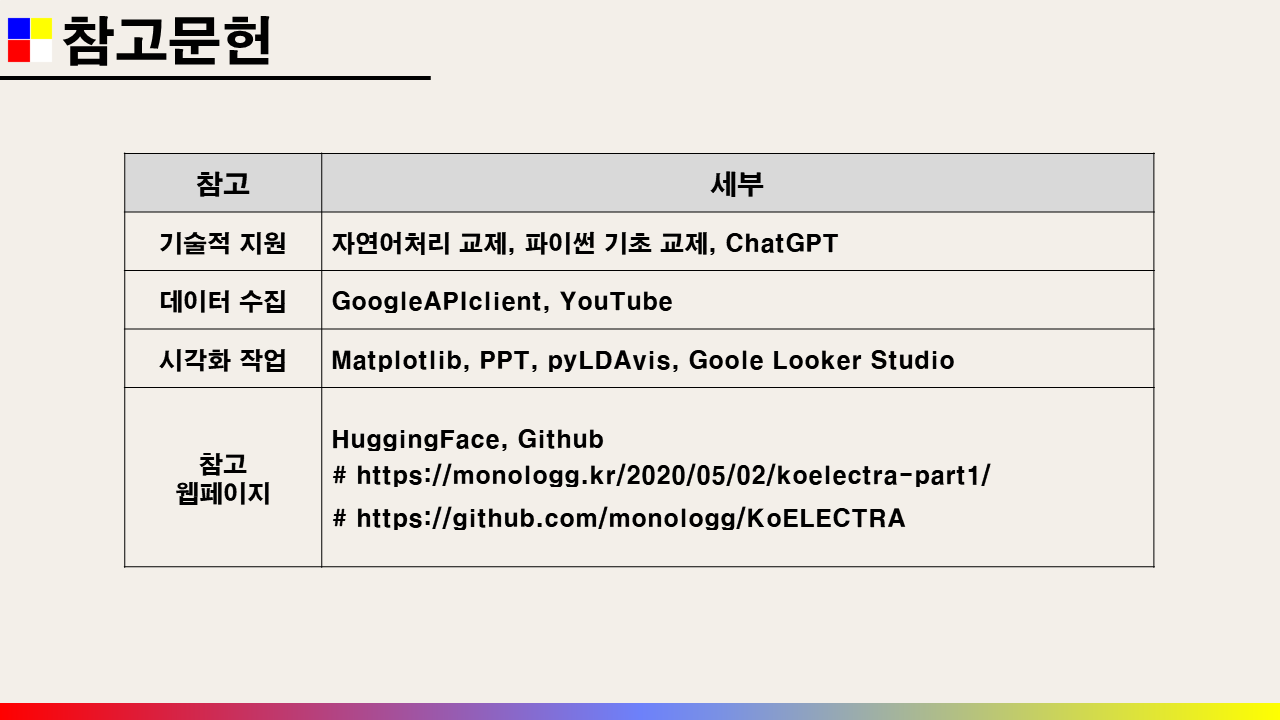 참고문헌
참고 세부
기술적 지원 자연어처리 교제, 파이썬 기초 교제, ChatGPT
데이터 수집 GoogleAPIclient, YouTube
시각화 작업 Matplotlib, PPT, pyLDAvis, Goole Looker Studio
참고
웹페이지
HuggingFace, Github
# https://monologg.kr/2020/05/02/koelectra-part1/
# https://github.com/monologg/KoELECTRA